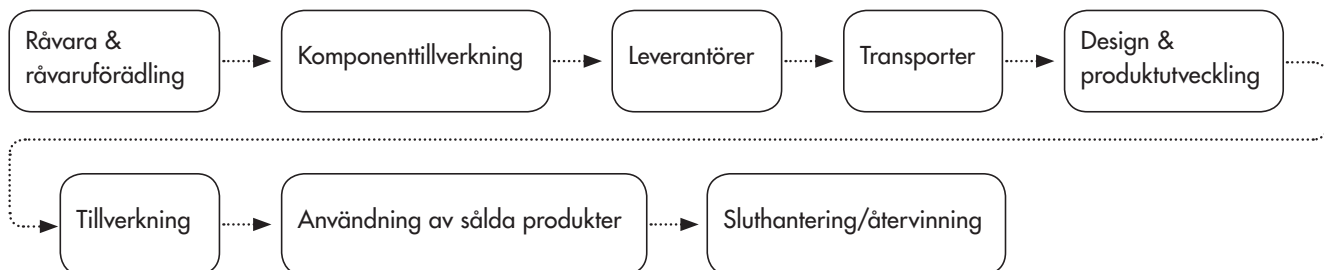 Råvara &
råvaruförädling
Komponenttillverkning
Leverantörer
Transporter
Design &
produktutveckling
Tillverkning
Användning av sålda produkter
Sluthantering/återvinning